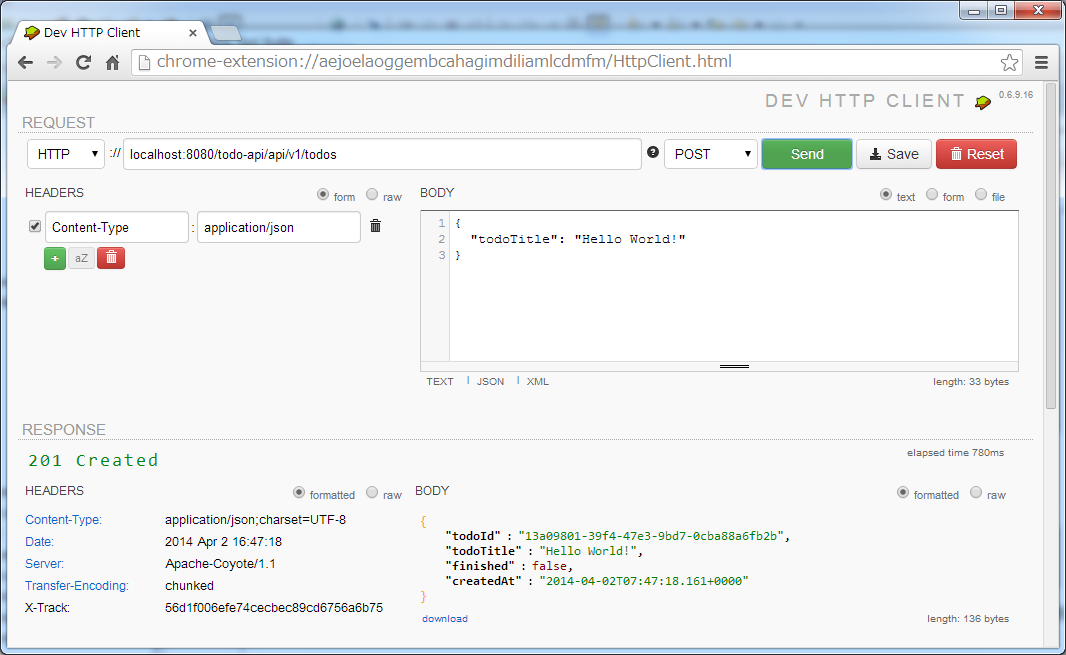 Dev HTTP Client
chrome-extension://aejoelaoggembcahagimdiliamlcdmfm/HttpClient.html
DEV HTTP CLIENT 0.6.9.16
REQUEST
HTTP :// localhost:8080/todo-api/api/v1/todos POST Send Save Reset
HEADERS form raw BODY text form file
Content-Type : application/json
1 {
2 "todoTitle": "Hello World!"
3 }
+ aZ
TEXT JSON XML length: 33 bytes
RESPONSE
201 Created elapsed time 780ms
HEADERS formatted raw BODY formatted raw
Content-Type: application/json;charset=UTF-8
Date: 2014 Apr 2 16:47:18
Server: Apache-Coyote/1.1
Transfer-Encoding: chunked
X-Track: 56d1f006efe74cecbec89cd6756a6b75
{
"todoId" : "13a09801-39f4-47e3-9bd7-0cba88a6fb2b",
"todoTitle" : "Hello World!",
"finished" : false,
"createdAt" : "2014-04-02T07:47:18.161+0000"
}
download length: 136 bytes